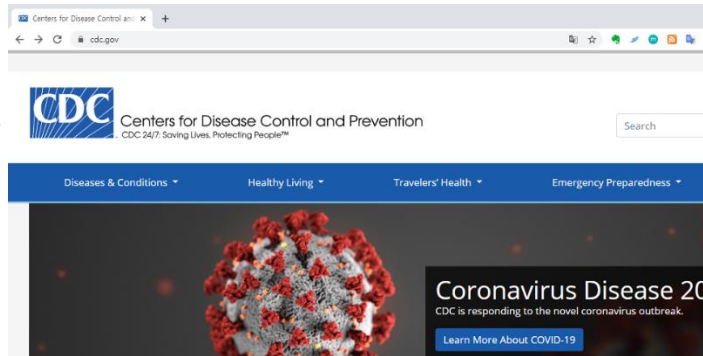 Centers for Disease Control and
cdc.gov
CDC
Centers for Disease Control and Prevention
CDC 24/7: Saving Lives, Protecting People™
Search
Diseases & Conditions
Healthy Living
Travelers' Health
Emergency Preparedness
Coronavirus Disease 20
CDC is responding to the novel coronavirus outbreak.
Learn More About COVID-19